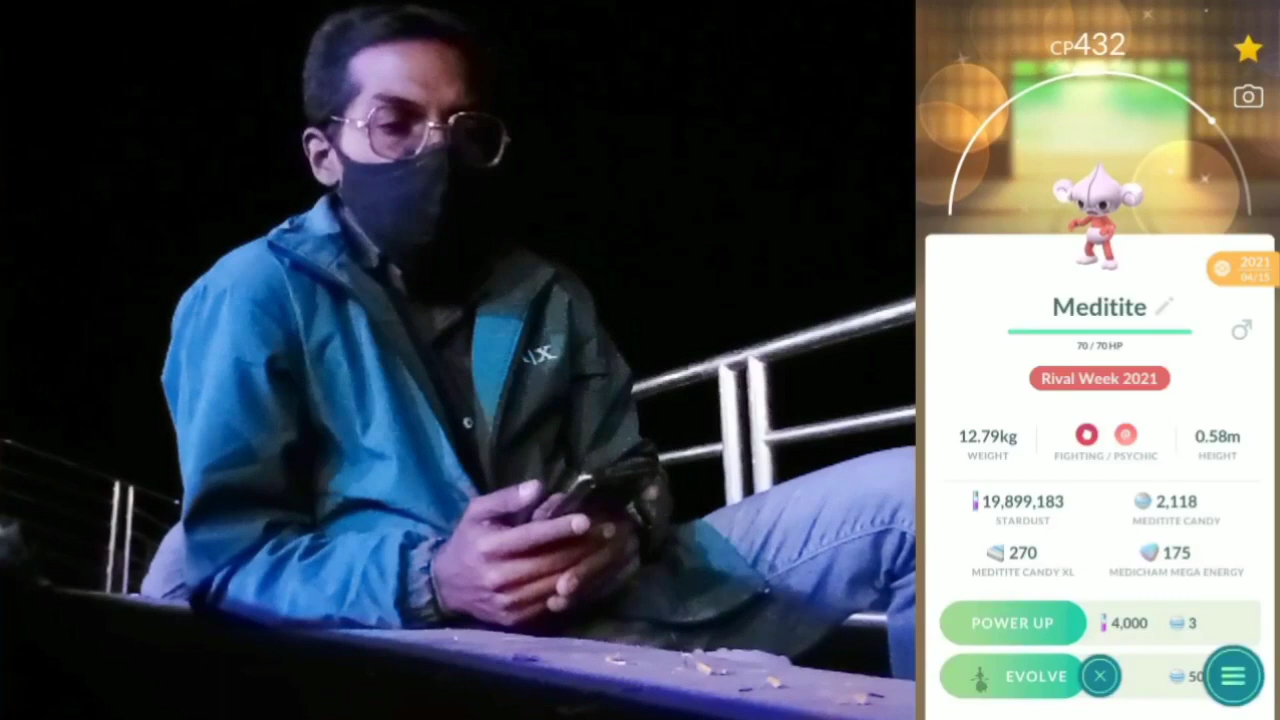 CP432
2021
04/15
Meditite
70 / 70 HP
Rival Week 2021
12.79kg
WEIGHT
FIGHTING / PSYCHIC
0.58m
HEIGHT
19,899,183
STARDUST
2,118
MEDITITE CANDY
270
MEDITITE CANDY XL
175
MEDICHAM MEGA ENERGY
POWER UP 4,000 3
EVOLVE 50